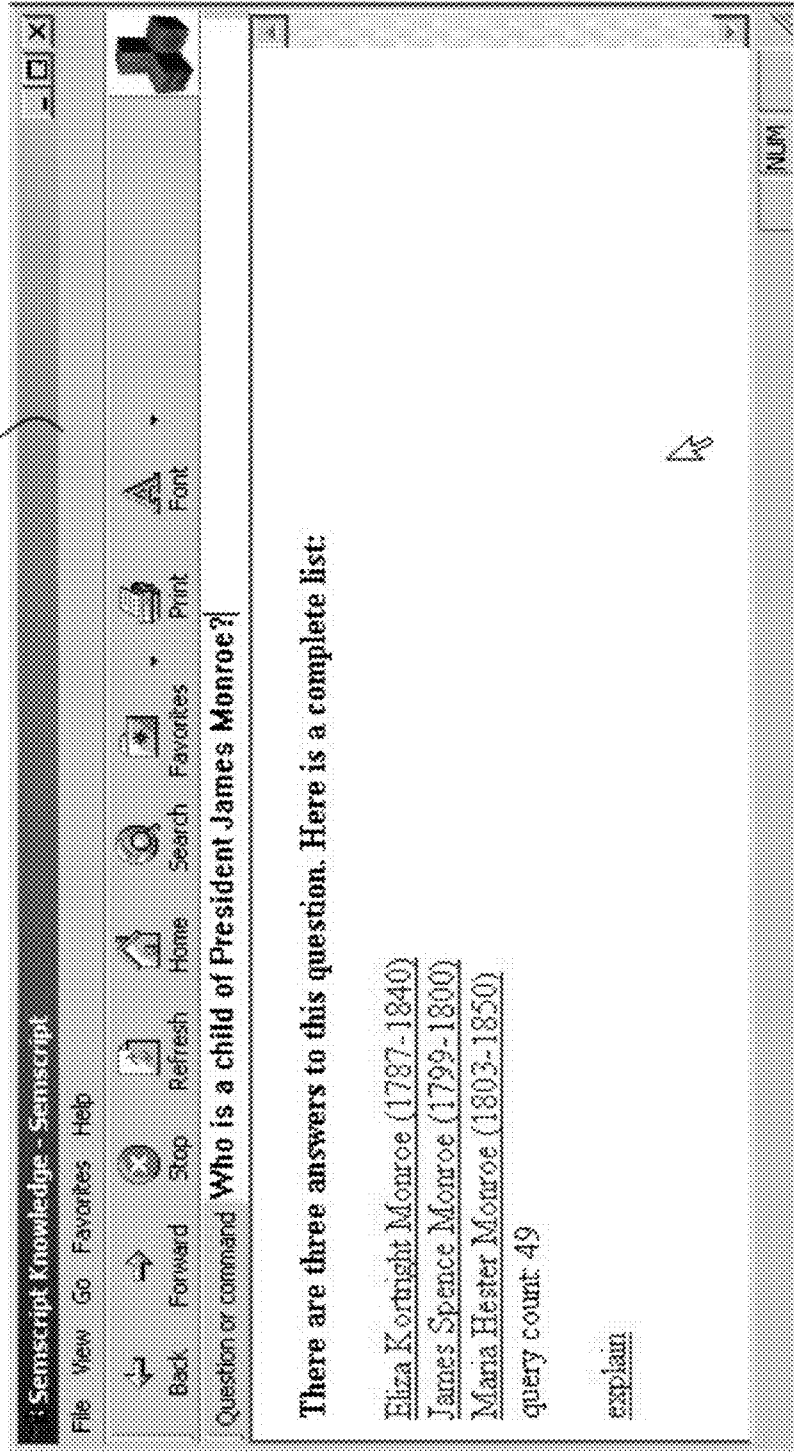 Semscript Knowledge - Semscript
File View Go Favorites Help
Back Forward Stop Refresh Home Search Favorites Print Font
Question or command Who is a child of President James Monroe?
There are three answers to this question. Here is a complete list:
Eliza Kortright Monroe (1787-1840)
James Spence Monroe (1799-1800)
Maria Hester Monroe (1803-1850)
query count: 49
explain
NUM